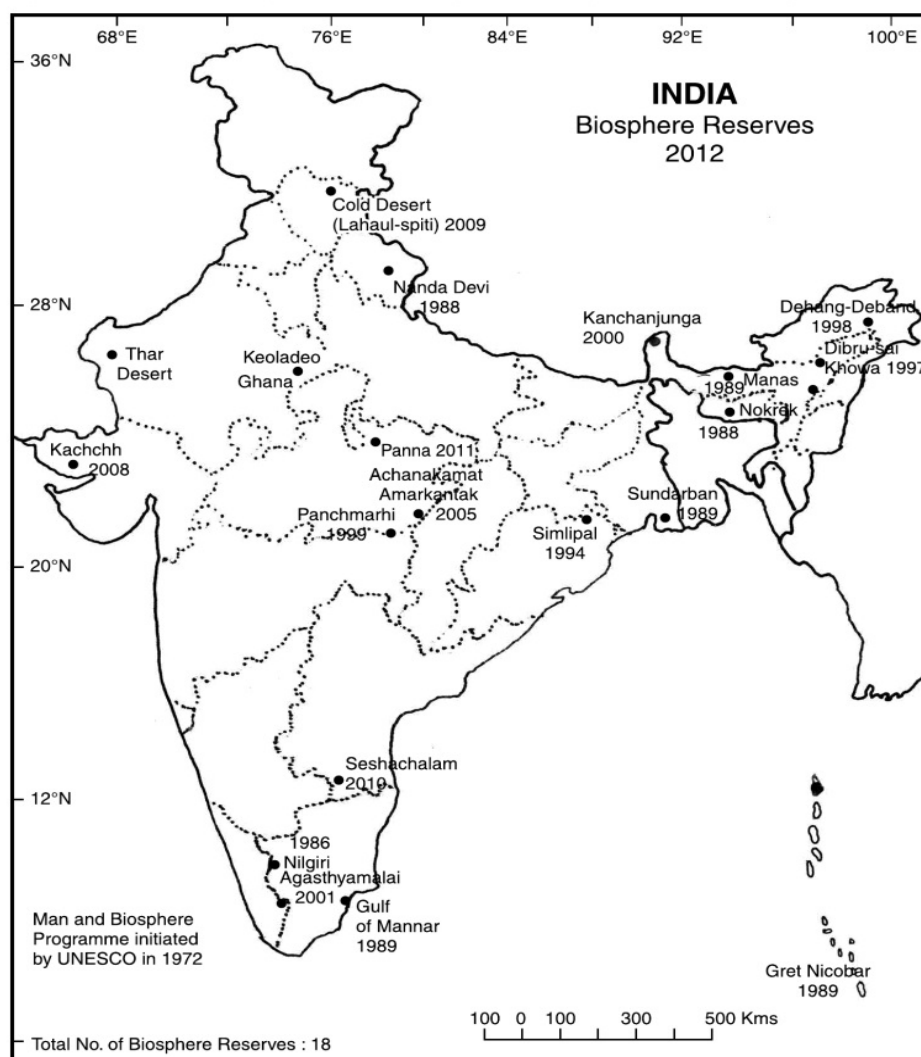 68°E 76°E 84°E 92°E 100°E
36°N
INDIA
Biosphere Reserves
2012
Cold Desert
(Lahaul-spiti) 2009
Nanda Devi
1988
28°N
Kanchanjunga
2000
Dehang-Deband
1998
Dibru-sai
Khowa 1997
Thar
Desert
Keoladeo
Ghana
1989 Manas
Nokrek
1988
Kachchh
2008
Panna 2011
Achanakamat
Amarkantak
2005
Panchmarhi
1999
Sundarban
1989
Simlipal
1994
20°N
Seshachalam
2010
12°N
1986
Nilgiri
Agasthyamalai
2001
Gulf
of Mannar
1989
Man and Biosphere
Programme initiated
by UNESCO in 1972
Gret Nicobar
1989
100 0 100 300 500 Kms
Total No. of Biosphere Reserves : 18